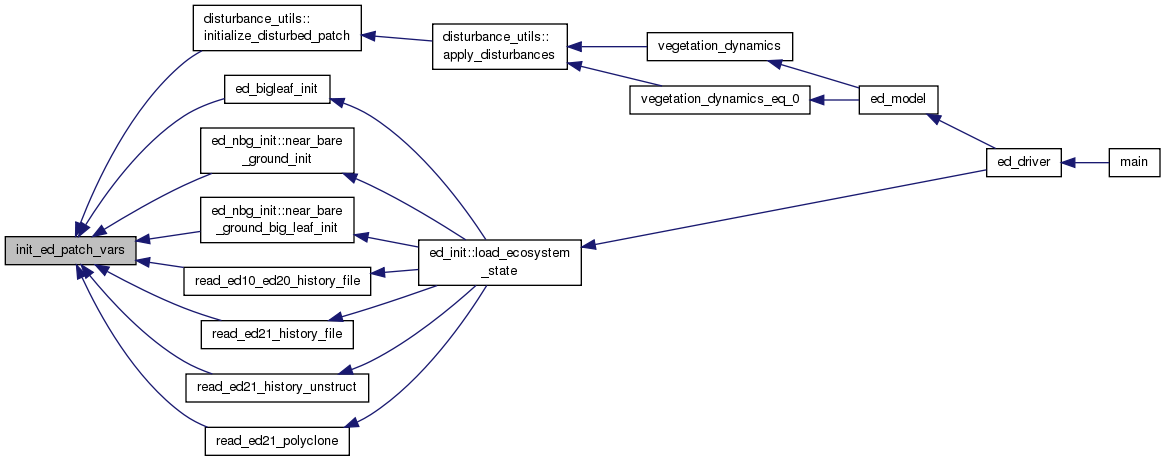 disturbance_utils::
initialize_disturbed_patch
disturbance_utils::
apply_disturbances
vegetation_dynamics
ed_bigleaf_init
vegetation_dynamics_eq_0
ed_model
ed_nbg_init::near_bare
_ground_init
ed_driver
main
ed_nbg_init::near_bare
_ground_big_leaf_init
init_ed_patch_vars
ed_init::load_ecosystem
_state
read_ed10_ed20_history_file
read_ed21_history_file
read_ed21_history_unstruct
read_ed21_polyclone